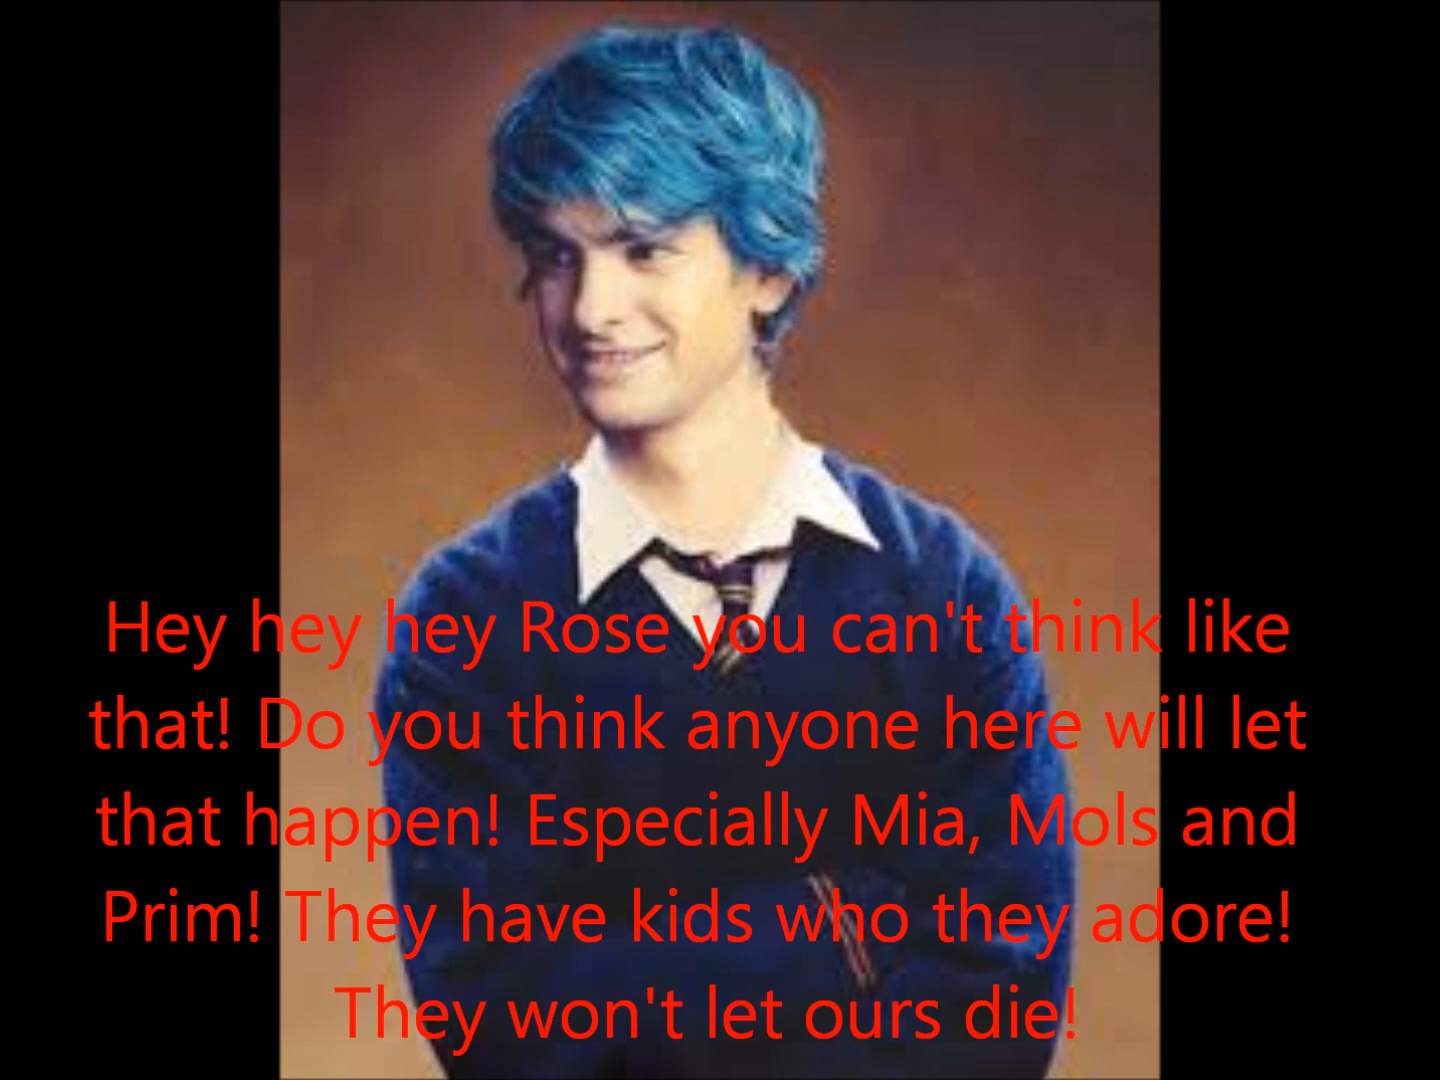 Hey hey hey Rose you can't think like
that! Do you think anyone here will let
that happen! Especially Mia, Mols and
Prim! They have kids who they adore!
They won't let ours die!